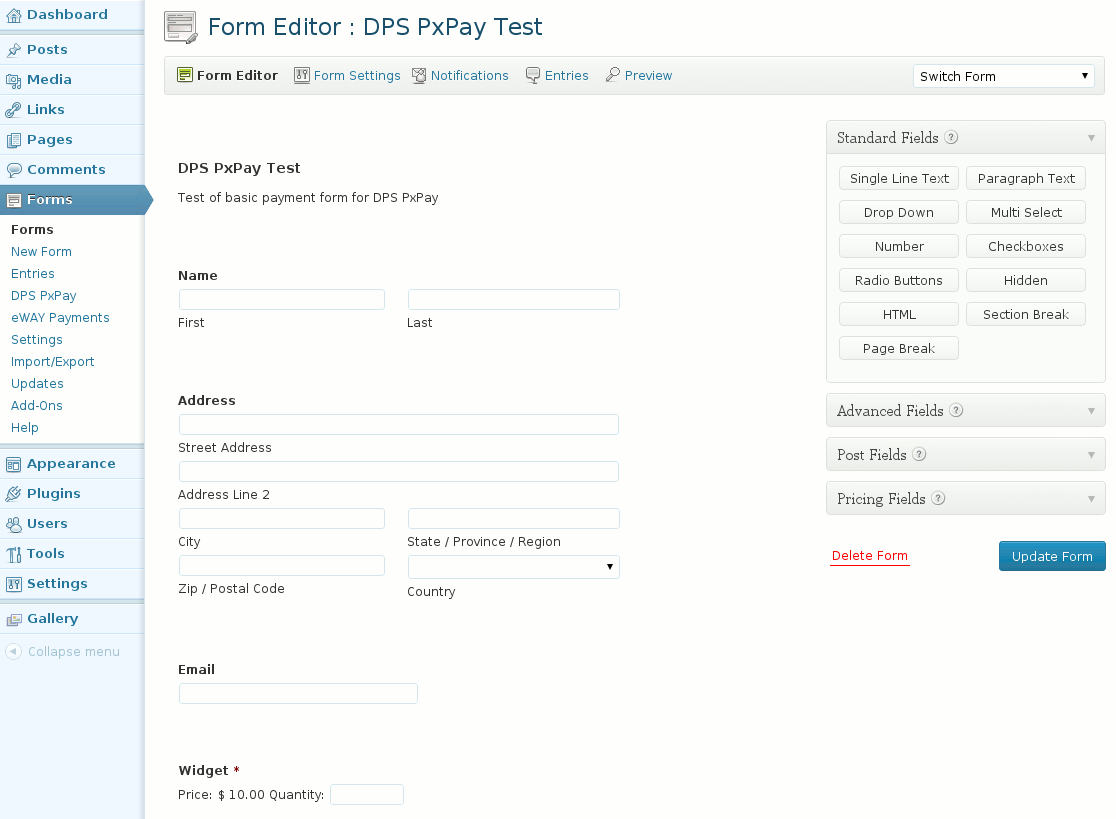 Dashboard
Posts
Media
Links
Pages
Comments
Forms
Forms
New Form
Entries
DPS PxPay
eWAY Payments
Settings
Import/Export
Updates
Add-Ons
Help
Appearance
Plugins
Users
Tools
Settings
Gallery
Collapse menu
Form Editor : DPS PxPay Test
Form Editor Form Settings Notifications Entries Preview Switch Form
DPS PxPay Test
Test of basic payment form for DPS PxPay
Name
First Last
Address
Street Address
Address Line 2
City State / Province / Region
Zip / Postal Code Country
Email
Widget *
Price: $ 10.00 Quantity:
Standard Fields ?
Single Line Text Paragraph Text
Drop Down Multi Select
Number Checkboxes
Radio Buttons Hidden
HTML Section Break
Page Break
Advanced Fields ?
Post Fields ?
Pricing Fields ?
Delete Form Update Form